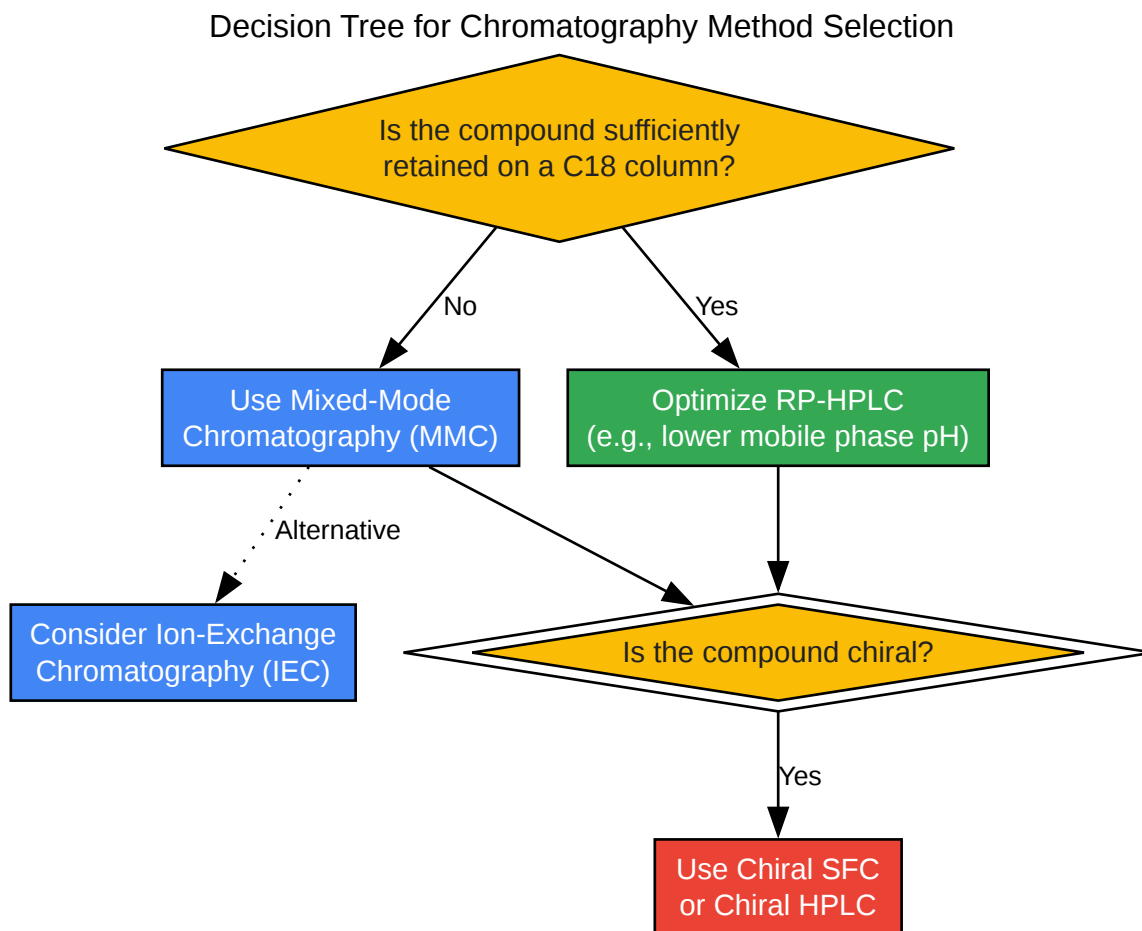 Decision Tree for Chromatography Method Selection
Is the compound sufficiently
retained on a C18 column?
No
Yes
Use Mixed-Mode
Chromatography (MMC)
Optimize RP-HPLC
(e.g., lower mobile phase pH)
Alternative
Consider Ion-Exchange
Chromatography (IEC)
Is the compound chiral?
Yes
Use Chiral SFC
or Chiral HPLC